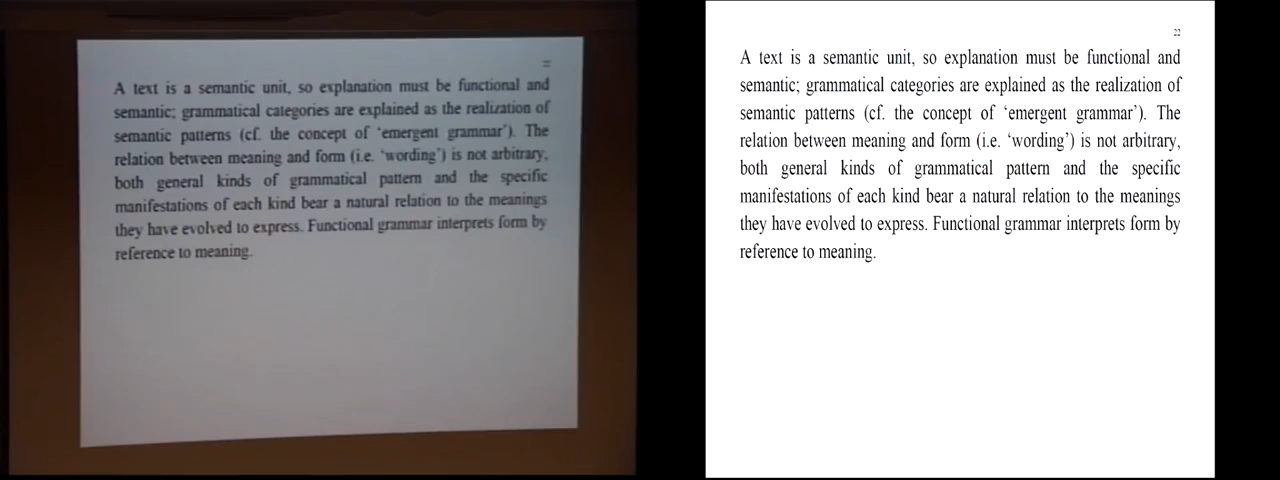 22
A text is a semantic unit, so explanation must be functional and
semantic; grammatical categories are explained as the realization of
semantic patterns (cf. the concept of ‘emergent grammar’). The
relation between meaning and form (i.e. ‘wording’) is not arbitrary,
both general kinds of grammatical pattern and the specific
manifestations of each kind bear a natural relation to the meanings
they have evolved to express. Functional grammar interprets form by
reference to meaning.
22
A text is a semantic unit, so explanation must be functional and
semantic; grammatical categories are explained as the realization of
semantic patterns (cf. the concept of ‘emergent grammar’). The
relation between meaning and form (i.e. ‘wording’) is not arbitrary,
both general kinds of grammatical pattern and the specific
manifestations of each kind bear a natural relation to the meanings
they have evolved to express. Functional grammar interprets form by
reference to meaning.